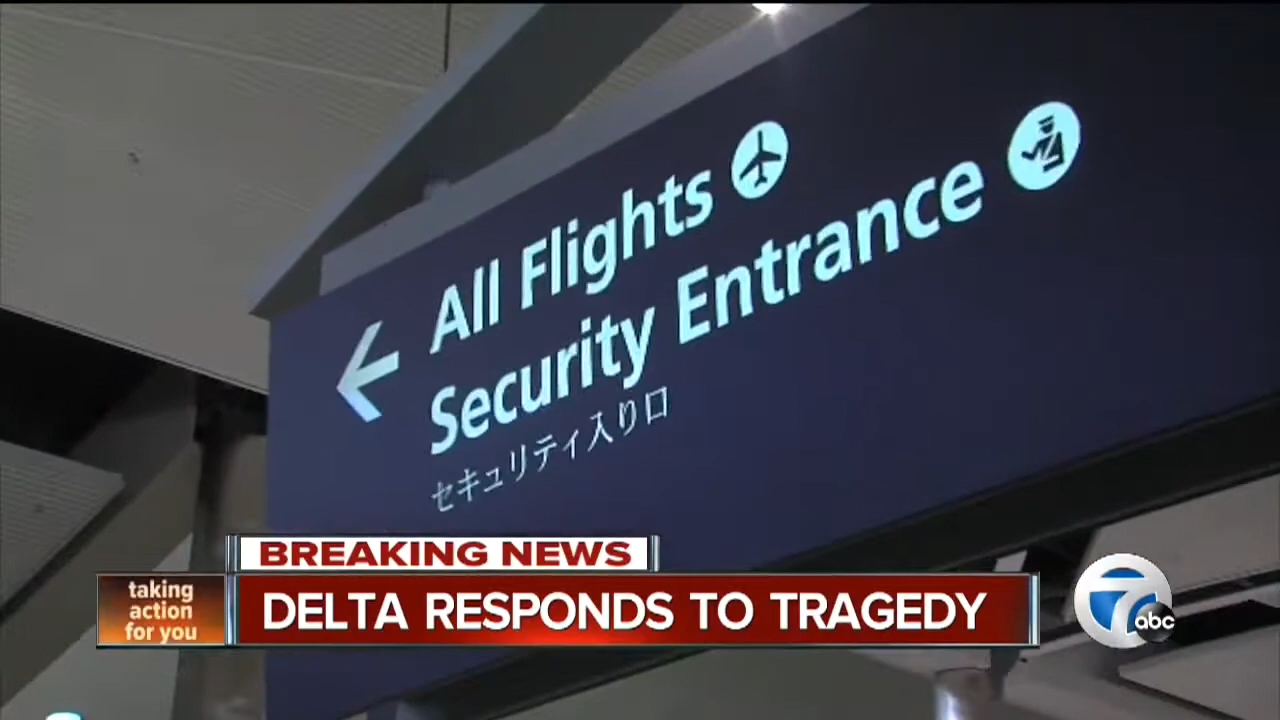 All Flights
Security Entrance
セキュリティ入り口
BREAKING NEWS
taking
action
for you
DELTA RESPONDS TO TRAGEDY
7
abc